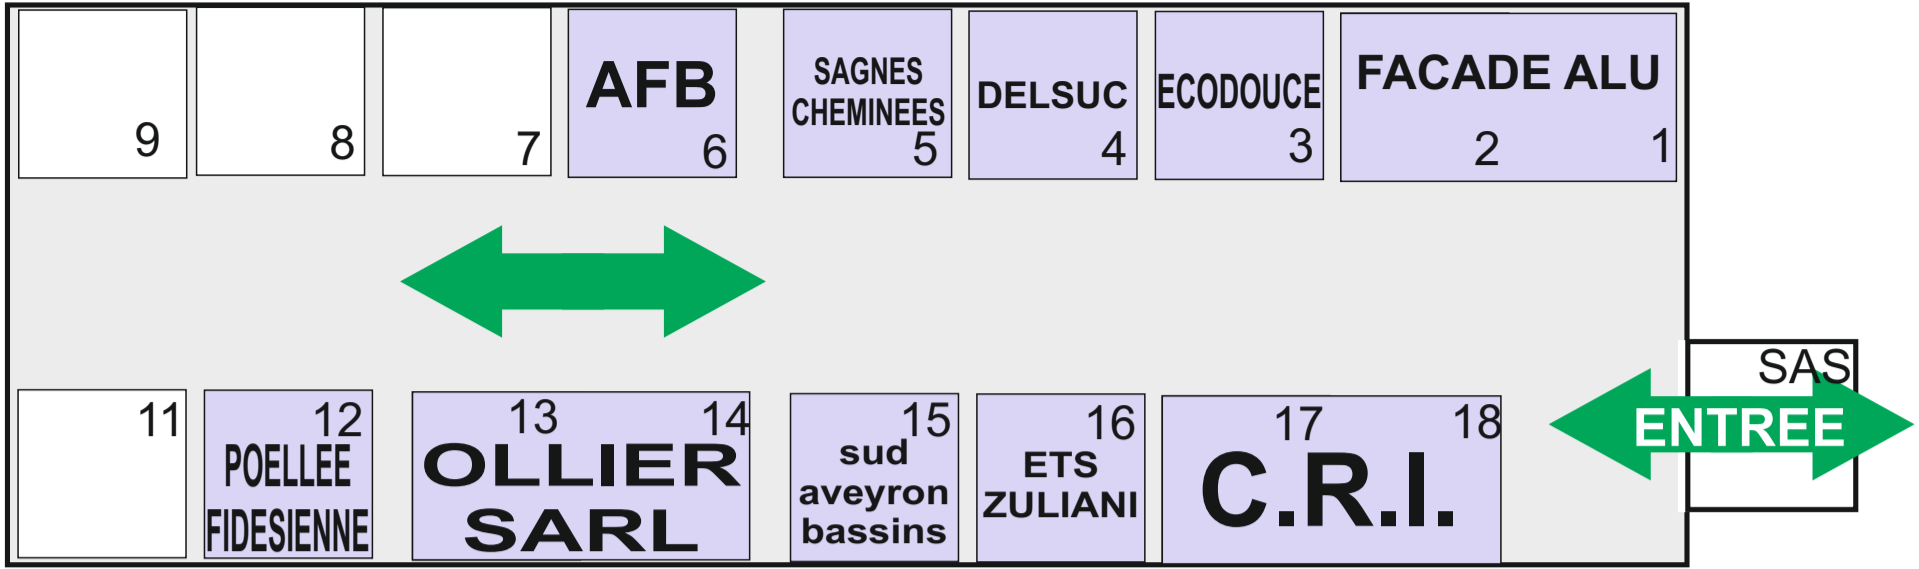 9
8
7
AFB
6
SAGNES
CHEMINEES
5
DELSUC
4
ECODOUCE
3
FACADE ALU
2 1
11
12
POELLEE
FIDESIENNE
13 14
OLLIER
SARL
15
sud
aveyron
bassins
16
ETS
ZULIANI
17 18
C.R.I.
SAS
ENTREE